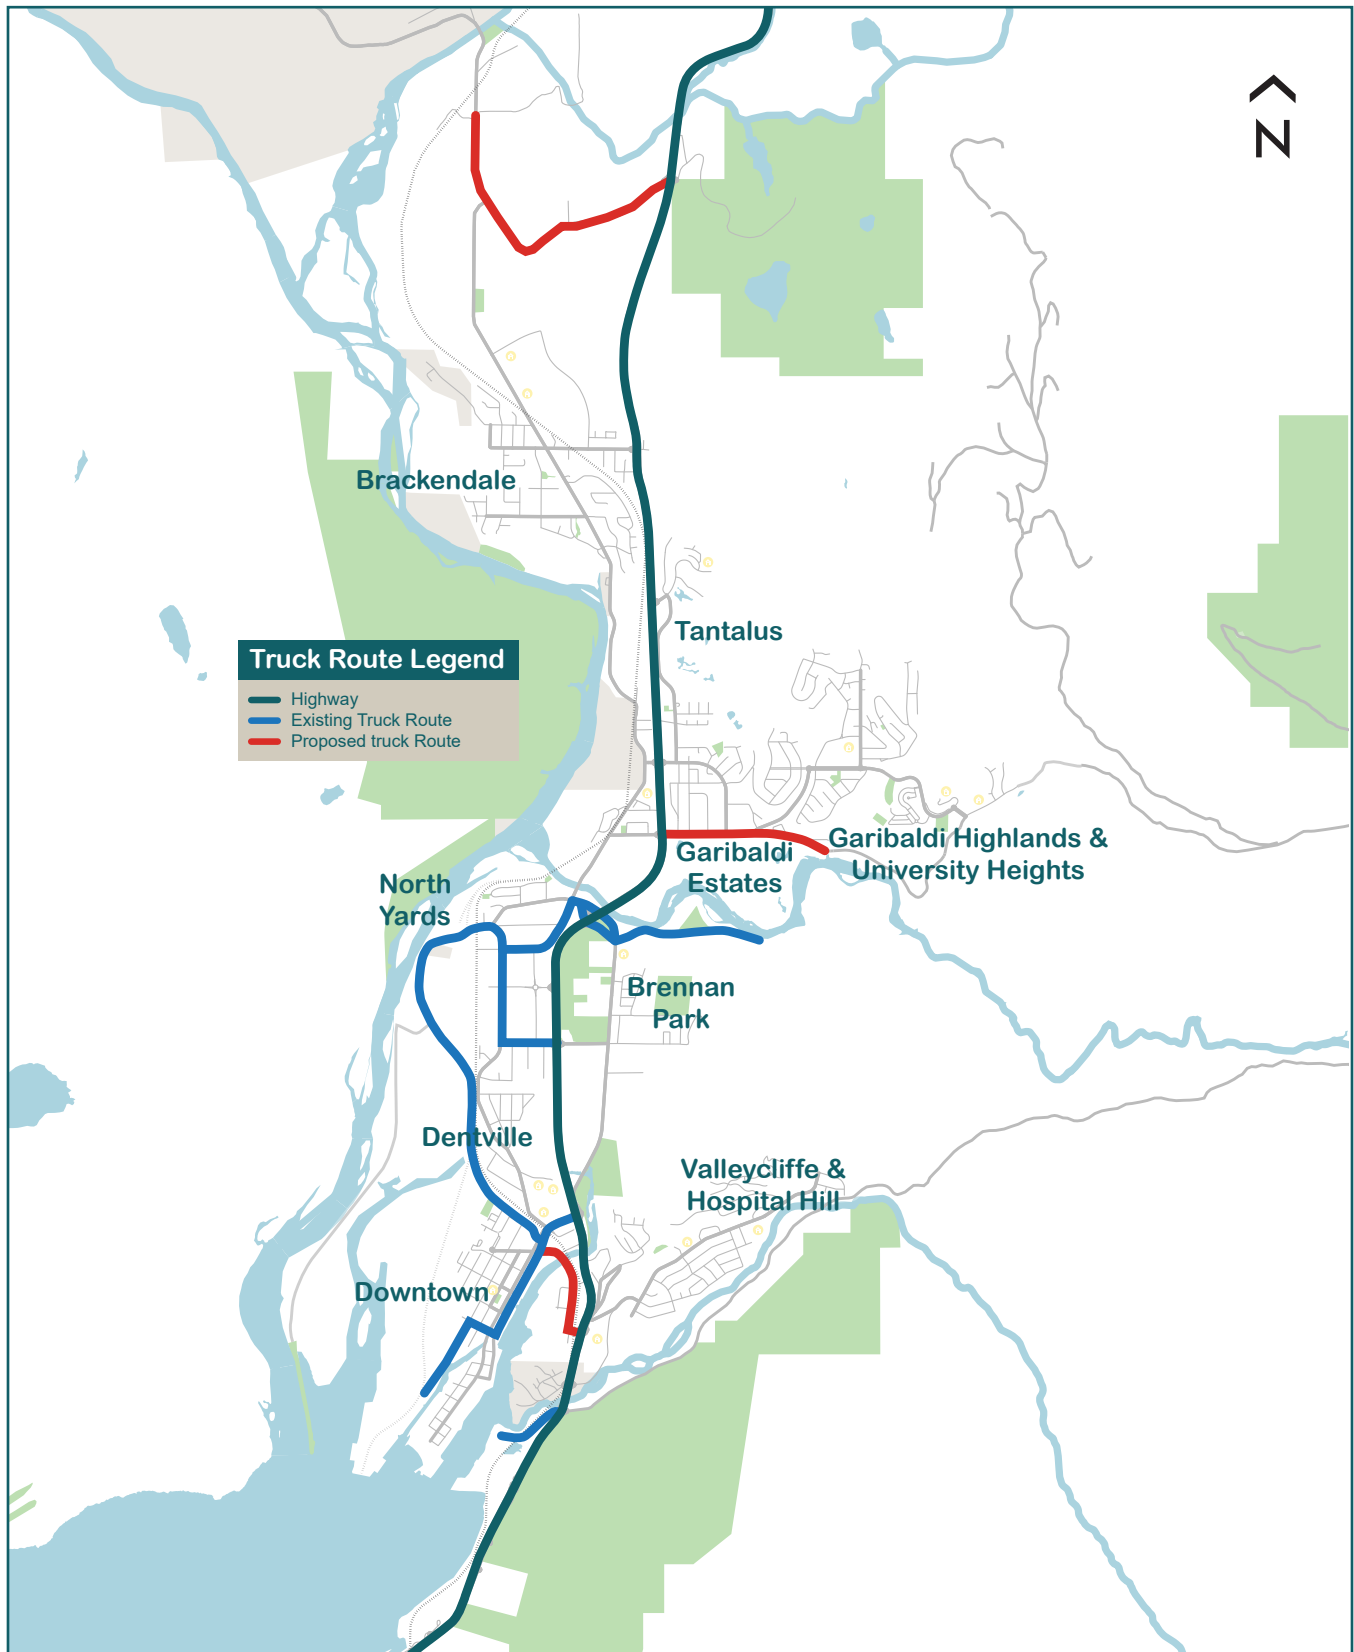 N
Brackendale
Tantalus
Truck Route Legend
Highway
Existing Truck Route
Proposed truck Route
Garibaldi Highlands &
University Heights
Garibaldi
Estates
North
Yards
Brennan
Park
Dentville
Valleycliffe &
Hospital Hill
Downtown